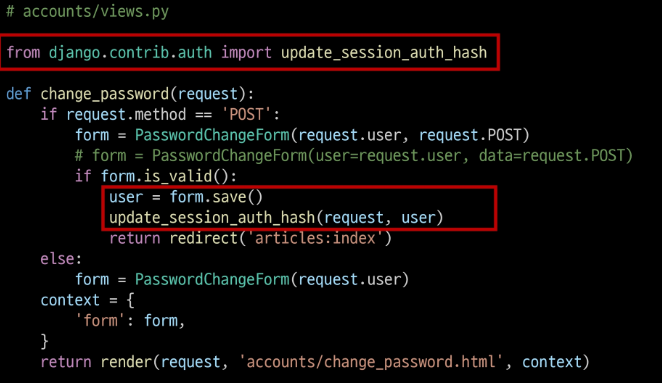 # accounts/views.py
from django.contrib.auth import update_session_auth_hash
def change_password(request):
    if request.method == 'POST':
        form = PasswordChangeForm(request.user, request.POST)
        # form = PasswordChangeForm(user=request.user, data=request.POST)
        if form.is_valid():
            user = form.save()
            update_session_auth_hash(request, user)
            return redirect('articles:index')
    else:
        form = PasswordChangeForm(request.user)
    context = {
        'form': form,
    }
    return render(request, 'accounts/change_password.html', context)